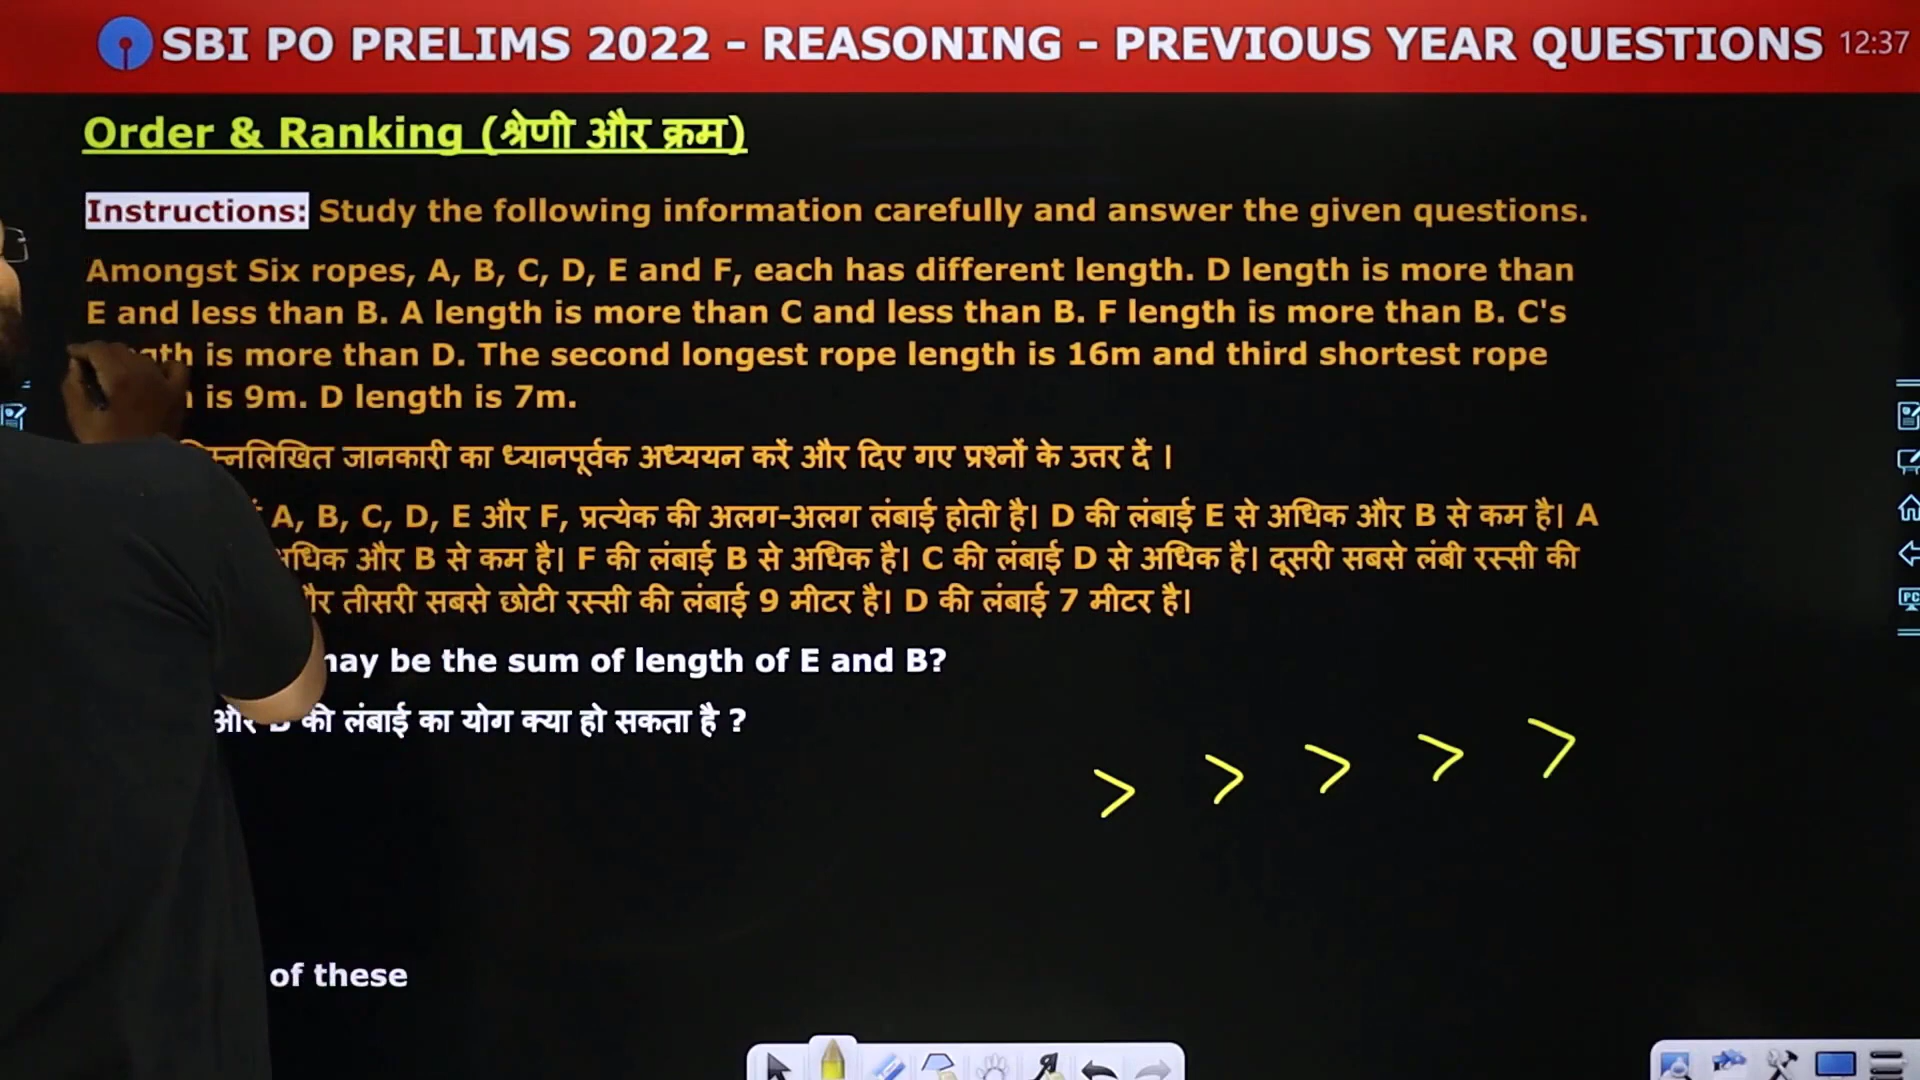 SBI PO PRELIMS 2022 - REASONING - PREVIOUS YEAR QUESTIONS 12:37
Order & Ranking (श्रेणी और क्रम)
Instructions: Study the following information carefully and answer the given questions.
Amongst Six ropes, A, B, C, D, E and F, each has different length. D length is more than
E and less than B. A length is more than C and less than B. F length is more than B. C's
is more than D. The second longest rope length is 16m and third shortest rope
is 9m. D length is 7m.
जानकारी का ध्यानपूर्वक अध्ययन करें और दिए गए प्रश्नों के उत्तर दें ।
A, B, C, D, E और F, प्रत्येक की अलग-अलग लंबाई होती है। D की लंबाई E से अधिक और B से कम है। A
और B से कम है। F की लंबाई B से अधिक है। C की लंबाई D से अधिक है। दूसरी सबसे लंबी रस्सी की
तीसरी सबसे छोटी रस्सी की लंबाई 9 मीटर है। D की लंबाई 7 मीटर है।
may be the sum of length of E and B?
और B की लंबाई का योग क्या हो सकता है ?
> > > > >
of these